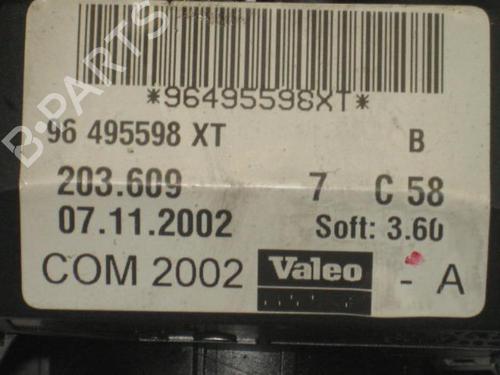 B-PARTS
*96495598XT*
96 495598 XT B
203.609 7 C 58
07.11.2002 Soft: 3.60
COM 2002 Valeo - A